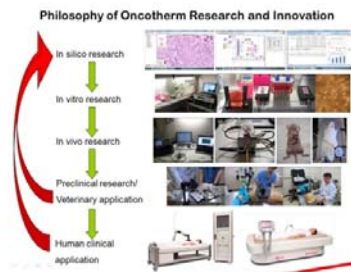 Philosophy of Oncotherm Research and Innovation
In silico research
In vitro research
In vivo research
Preclinical research/
Veterinary application
Human clinical
application